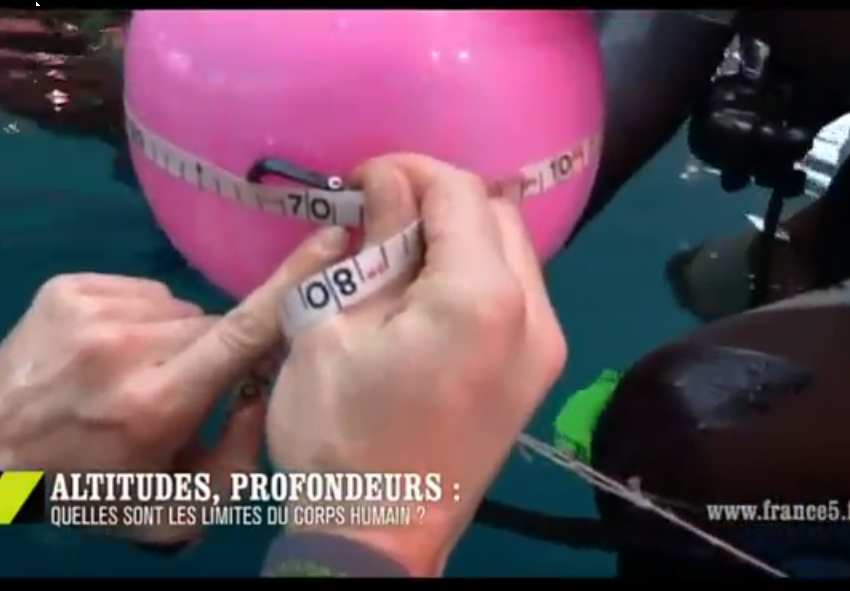 70
10
08
ALTITUDES, PROFONDEURS :
QUELLES SONT LES LIMITES DU CORPS HUMAIN ?
www.france5.f